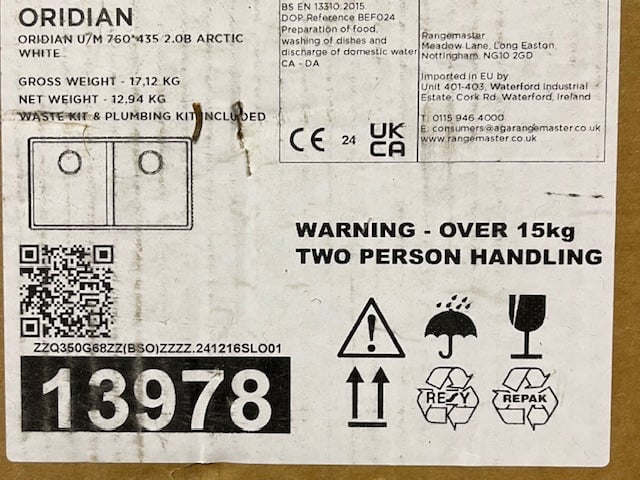 ORIDIAN
ORIDIAN U/M 760*435 2.0B ARCTIC
WHITE
GROSS WEIGHT - 17,12 KG
NET WEIGHT - 12,94 KG
WASTE KIT & PLUMBING KIT INCLUDED
BS EN 13310:2015
DOP Reference BEF024
Preparation of food,
washing of dishes and
discharge of domestic water
CA - DA
CE 24 UKCA
Rangemaster
Meadow Lane, Long Eaton,
Nottingham. NG10 2GD
Imported in EU by
Unit 401-403, Waterford Industrial
Estate, Cork Rd. Waterford, Ireland
T: 0115 946 4000
E: consumers@agarangemaster.co.uk
www.rangemaster.co.uk
WARNING - OVER 15kg
TWO PERSON HANDLING
ZZQ350G68ZZ(BSO)ZZZZ.241216SLO01
13978
RESY
REPAK